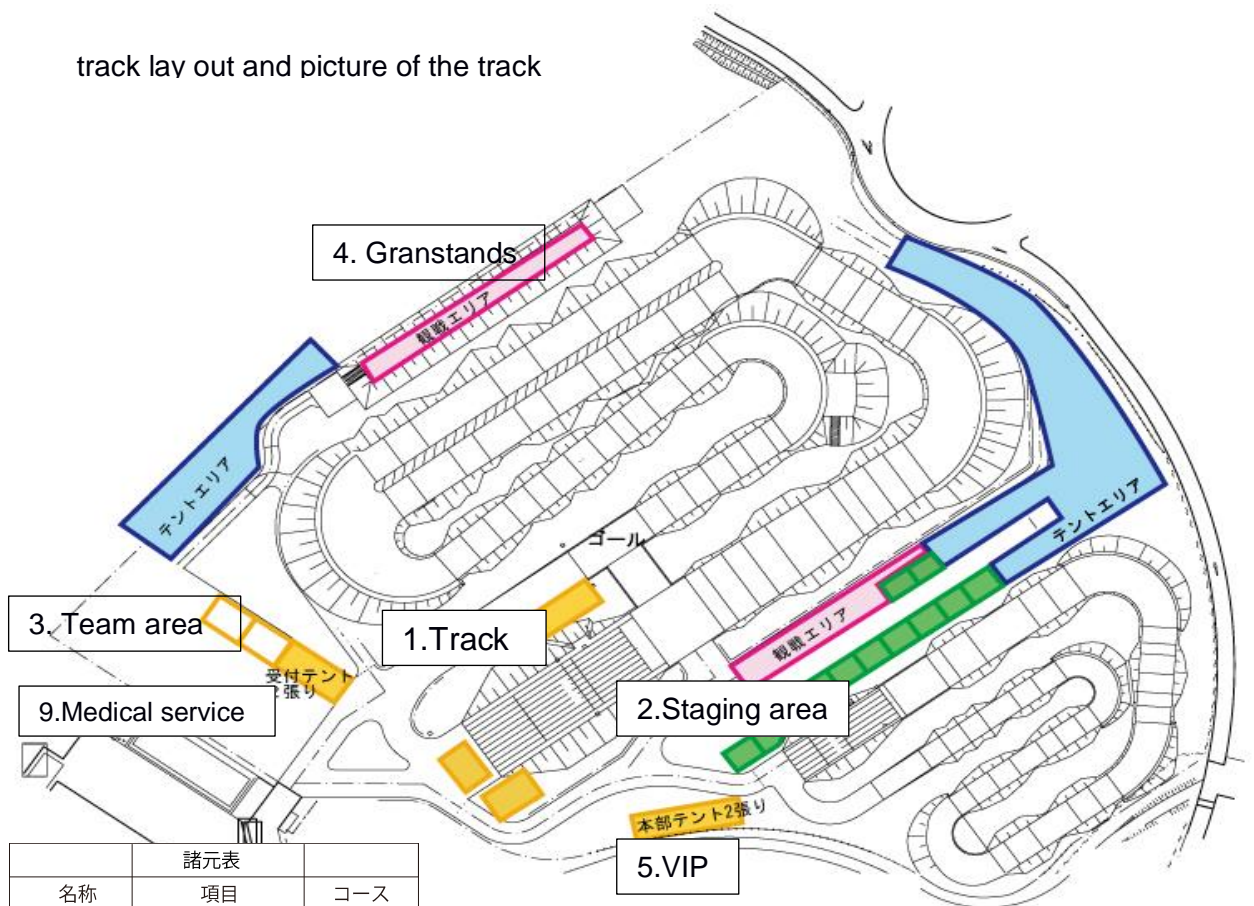 track lay out and picture of the track
4. Granstands
観戦エリア
テントエリア
テントエリア
ゴール
3. Team area
1.Track
観戦エリア
受付テント
2張り
9.Medical service
2.Staging area
本部テント2張り
5.VIP
諸元表
名称 項目 コース